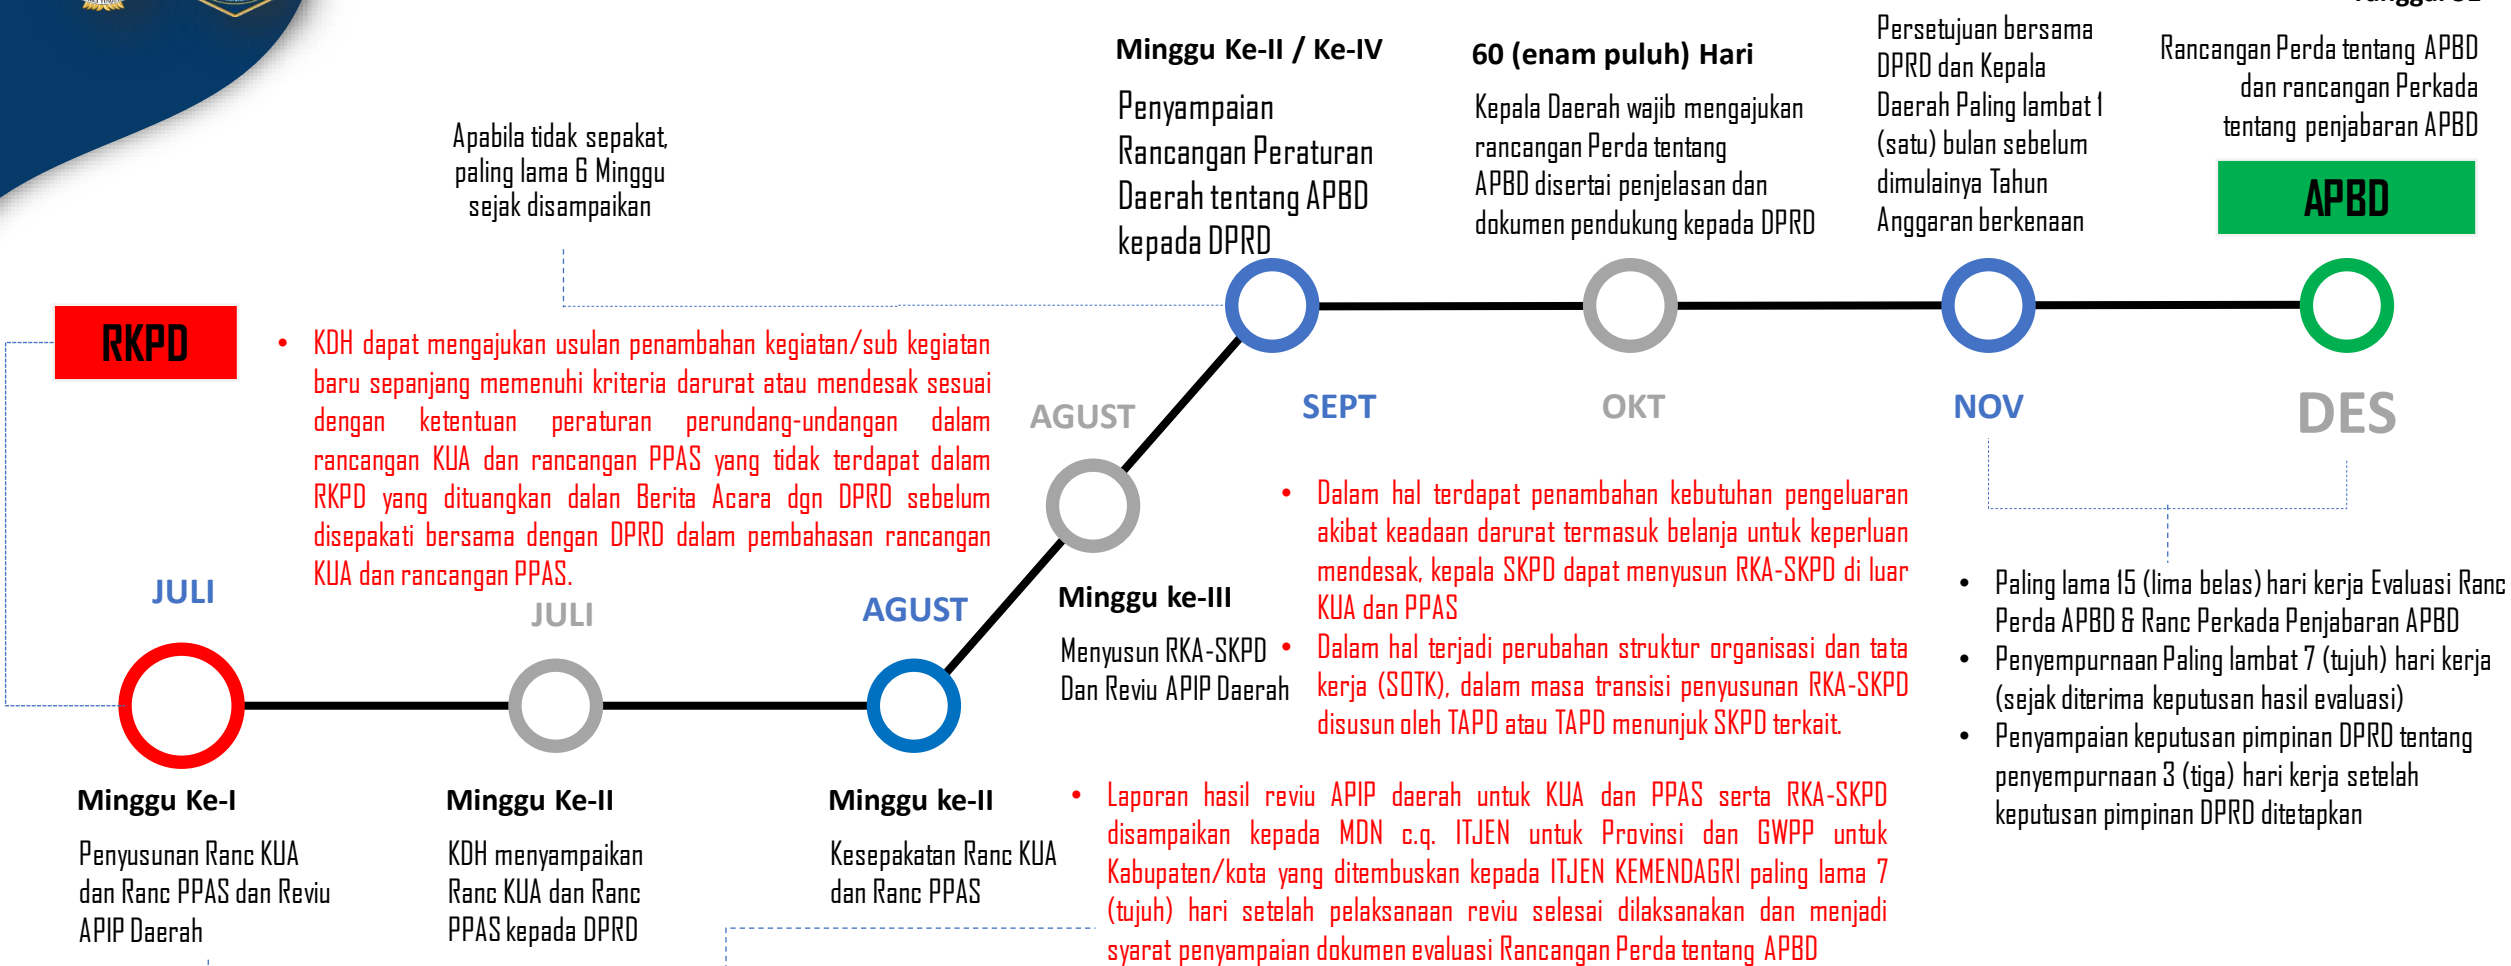 Minggu Ke-II / Ke-IV
Penyampaian
Rancangan Peraturan
Daerah tentang APBD
kepada DPRD
60 (enam puluh) Hari
Kepala Daerah wajib mengajukan
rancangan Perda tentang
APBD disertai penjelasan dan
dokumen pendukung kepada DPRD
Persetujuan bersama
DPRD dan Kepala
Daerah Paling lambat 1
(satu) bulan sebelum
dimulainya Tahun
Anggaran berkenaan
Rancangan Perda tentang APBD
dan rancangan Perkada
tentang penjabaran APBD
APBD
Apabila tidak sepakat,
paling lama 6 Minggu
sejak disampaikan
RKPD
• KDH dapat mengajukan usulan penambahan kegiatan/sub kegiatan
baru sepanjang memenuhi kriteria darurat atau mendesak sesuai
dengan ketentuan peraturan perundang-undangan dalam
rancangan KUA dan rancangan PPAS yang tidak terdapat dalam
RKPD yang dituangkan dalan Berita Acara dgn DPRD sebelum
disepakati bersama dengan DPRD dalam pembahasan rancangan
KUA dan rancangan PPAS.
JULI
JULI
AGUST
AGUST
SEPT
OKT
NOV
DES
Minggu Ke-I
Penyusunan Ranc KUA
dan Ranc PPAS dan Reviu
APIP Daerah
Minggu Ke-II
KDH menyampaikan
Ranc KUA dan Ranc
PPAS kepada DPRD
Minggu ke-II
Kesepakatan Ranc KUA
dan Ranc PPAS
Minggu ke-III
Menyusun RKA-SKPD
Dan Reviu APIP Daerah
• Dalam hal terdapat penambahan kebutuhan pengeluaran
akibat keadaan darurat termasuk belanja untuk keperluan
mendesak, kepala SKPD dapat menyusun RKA-SKPD di luar
KUA dan PPAS
• Dalam hal terjadi perubahan struktur organisasi dan tata
kerja (SOTK), dalam masa transisi penyusunan RKA-SKPD
disusun oleh TAPD atau TAPD menunjuk SKPD terkait.
• Laporan hasil reviu APIP daerah untuk KUA dan PPAS serta RKA-SKPD
disampaikan kepada MDN c.q. ITJEN untuk Provinsi dan GWPP untuk
Kabupaten/kota yang ditembuskan kepada ITJEN KEMENDAGRI paling lama 7
(tujuh) hari setelah pelaksanaan reviu selesai dilaksanakan dan menjadi
syarat penyampaian dokumen evaluasi Rancangan Perda tentang APBD
• Paling lama 15 (lima belas) hari kerja Evaluasi Ranc
Perda APBD & Ranc Perkada Penjabaran APBD
• Penyempurnaan Paling lambat 7 (tujuh) hari kerja
(sejak diterima keputusan hasil evaluasi)
• Penyampaian keputusan pimpinan DPRD tentang
penyempurnaan 3 (tiga) hari kerja setelah
keputusan pimpinan DPRD ditetapkan